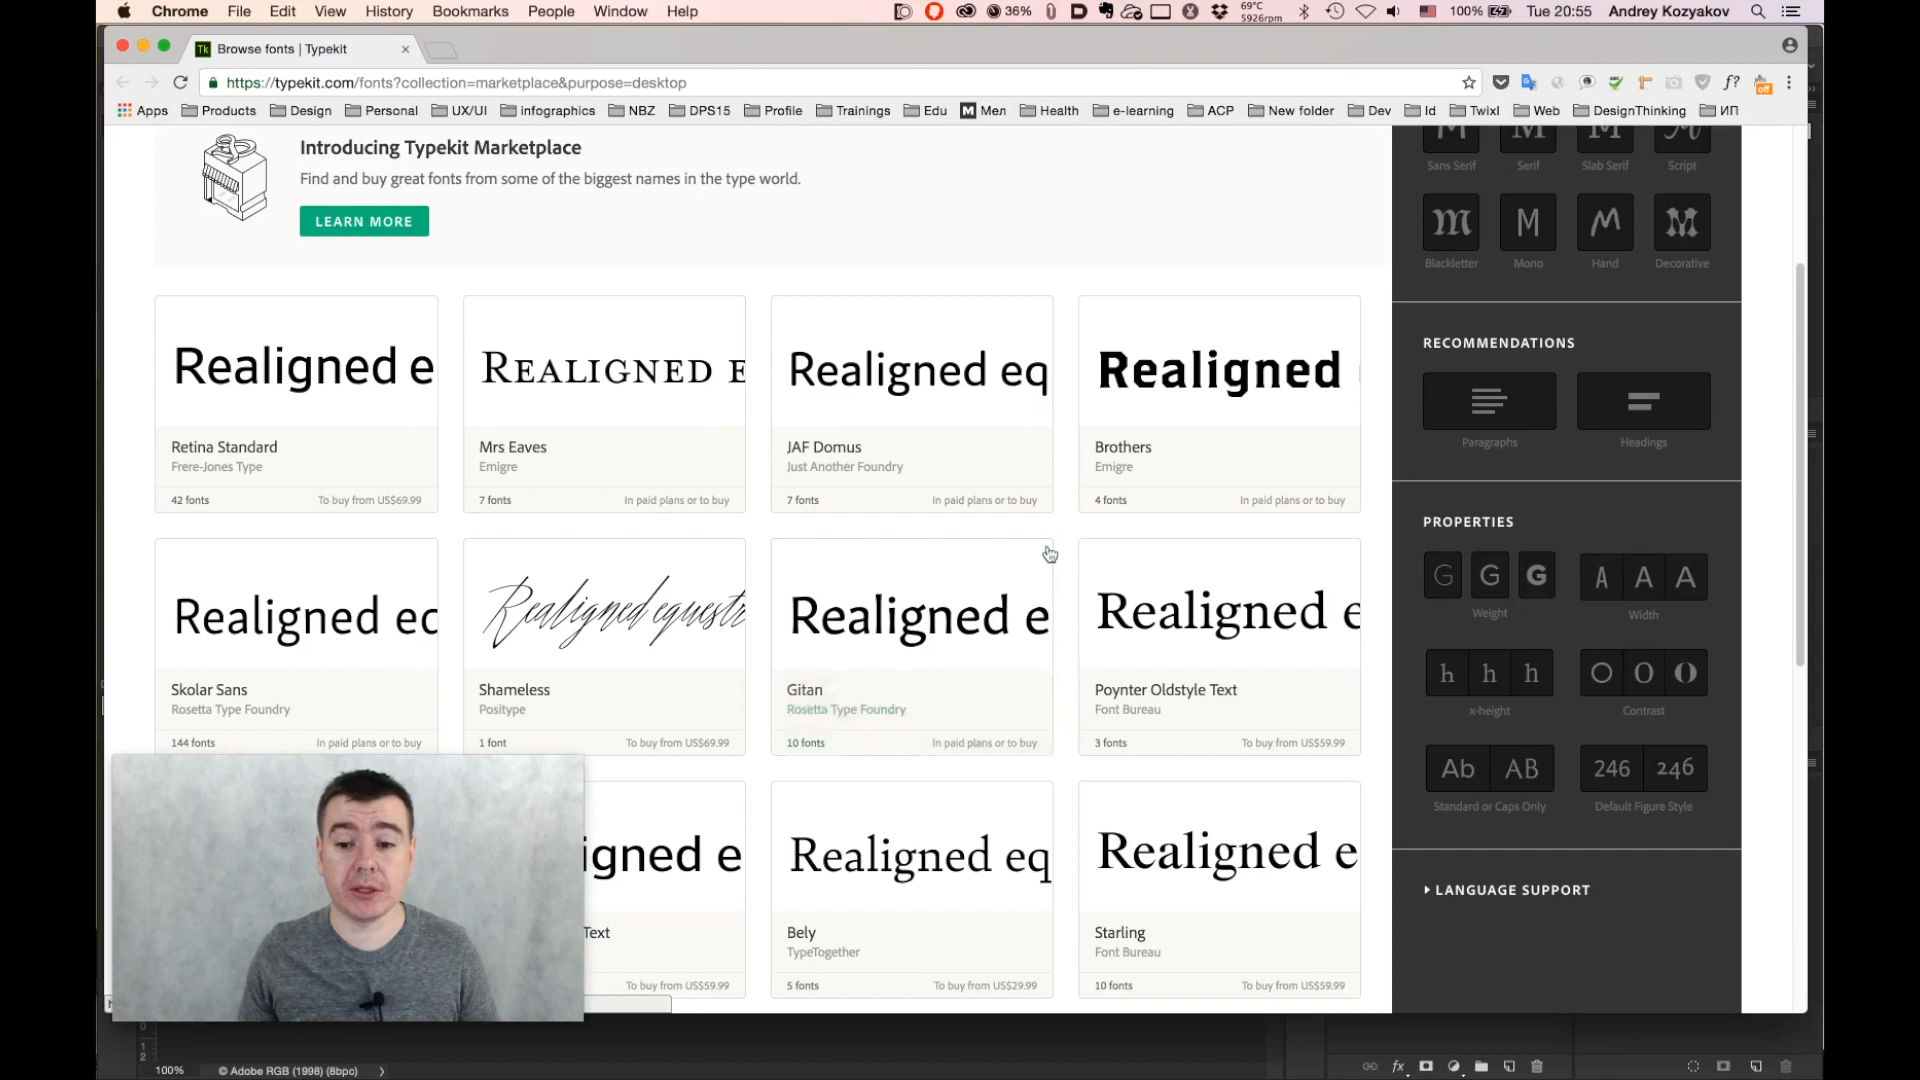 Chrome File Edit View History Bookmarks People Window Help 36% 69°C 5926rpm 100% Tue 20:55 Andrey Kozyakov
Tk Browse fonts | Typekit
https://typekit.com/fonts?collection=marketplace&purpose=desktop
Apps Products Design Personal UX/UI infographics NBZ DPS15 Profile Trainings Edu М Мел Health e-learning ACP New folder Dev Id Twixl Web DesignThinking ИП
Introducing Typekit Marketplace
Find and buy great fonts from some of the biggest names in the type world.
LEARN MORE
Sans Serif Serif Slab Serif Script
M M M M
Blackletter Mono Hand Decorative
RECOMMENDATIONS
Paragraphs Headings
PROPERTIES
G G G A A A
Weight Width
h h h O O O
x-height Contrast
Ab AB 246 246
Standard or Caps Only Default Figure Style
LANGUAGE SUPPORT
Realigned e REALIGNED E Realigned eq Realigned
Retina Standard Mrs Eaves JAF Domus Brothers
Frere-Jones Type Emigre Just Another Foundry Emigre
42 fonts To buy from US$69.99 7 fonts In paid plans or to buy 7 fonts In paid plans or to buy 4 fonts In paid plans or to buy
Realigned ec Realigned equestr Realigned e Realigned e
Skolar Sans Shameless Gitan Poynter Oldstyle Text
Rosetta Type Foundry Positype Rosetta Type Foundry Font Bureau
144 fonts In paid plans or to buy 1 font To buy from US$69.99 10 fonts In paid plans or to buy 3 fonts To buy from US$59.99
igned e Realigned eq Realigned e
Text Bely Starling
TypeTogether Font Bureau
To buy from US$59.99 5 fonts To buy from US$29.99 10 fonts To buy from US$59.99
100% © Adobe RGB (1998) (8bpc) fx